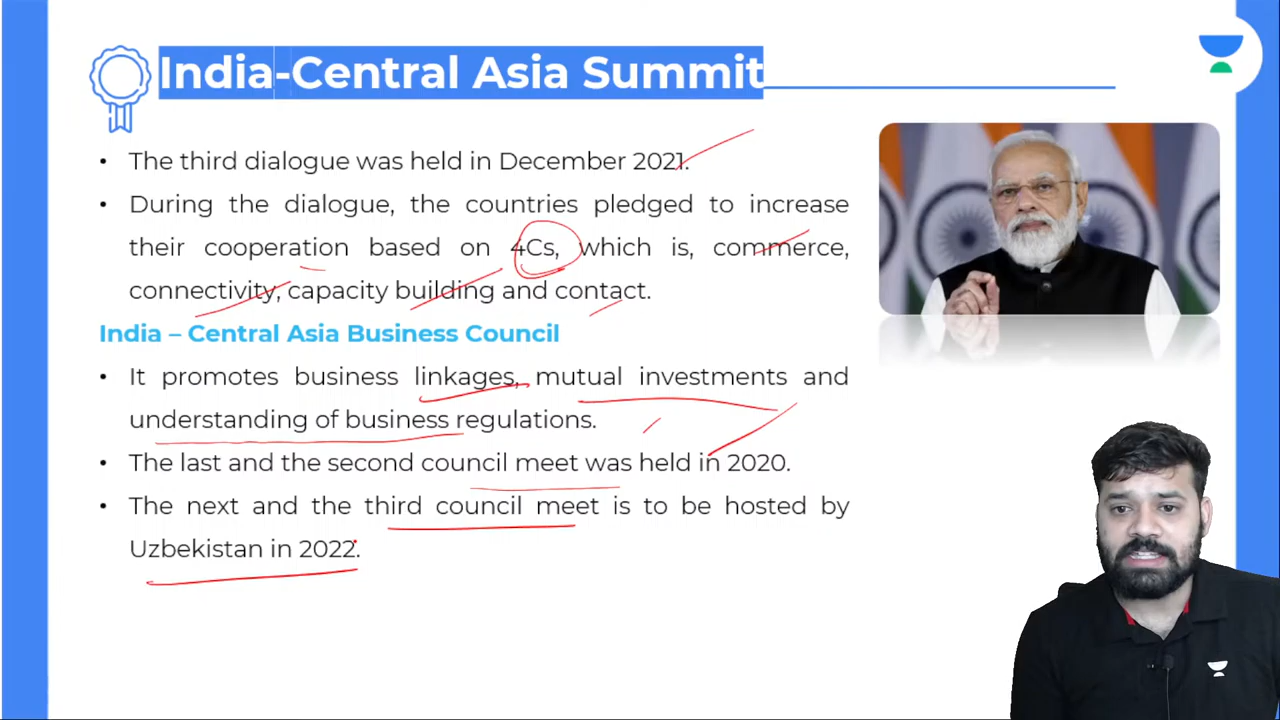 India-Central Asia Summit
• The third dialogue was held in December 2021.
• During the dialogue, the countries pledged to increase
their cooperation based on 4Cs, which is, commerce,
connectivity, capacity building and contact.
India – Central Asia Business Council
• It promotes business linkages, mutual investments and
understanding of business regulations.
• The last and the second council meet was held in 2020.
• The next and the third council meet is to be hosted by
Uzbekistan in 2022.